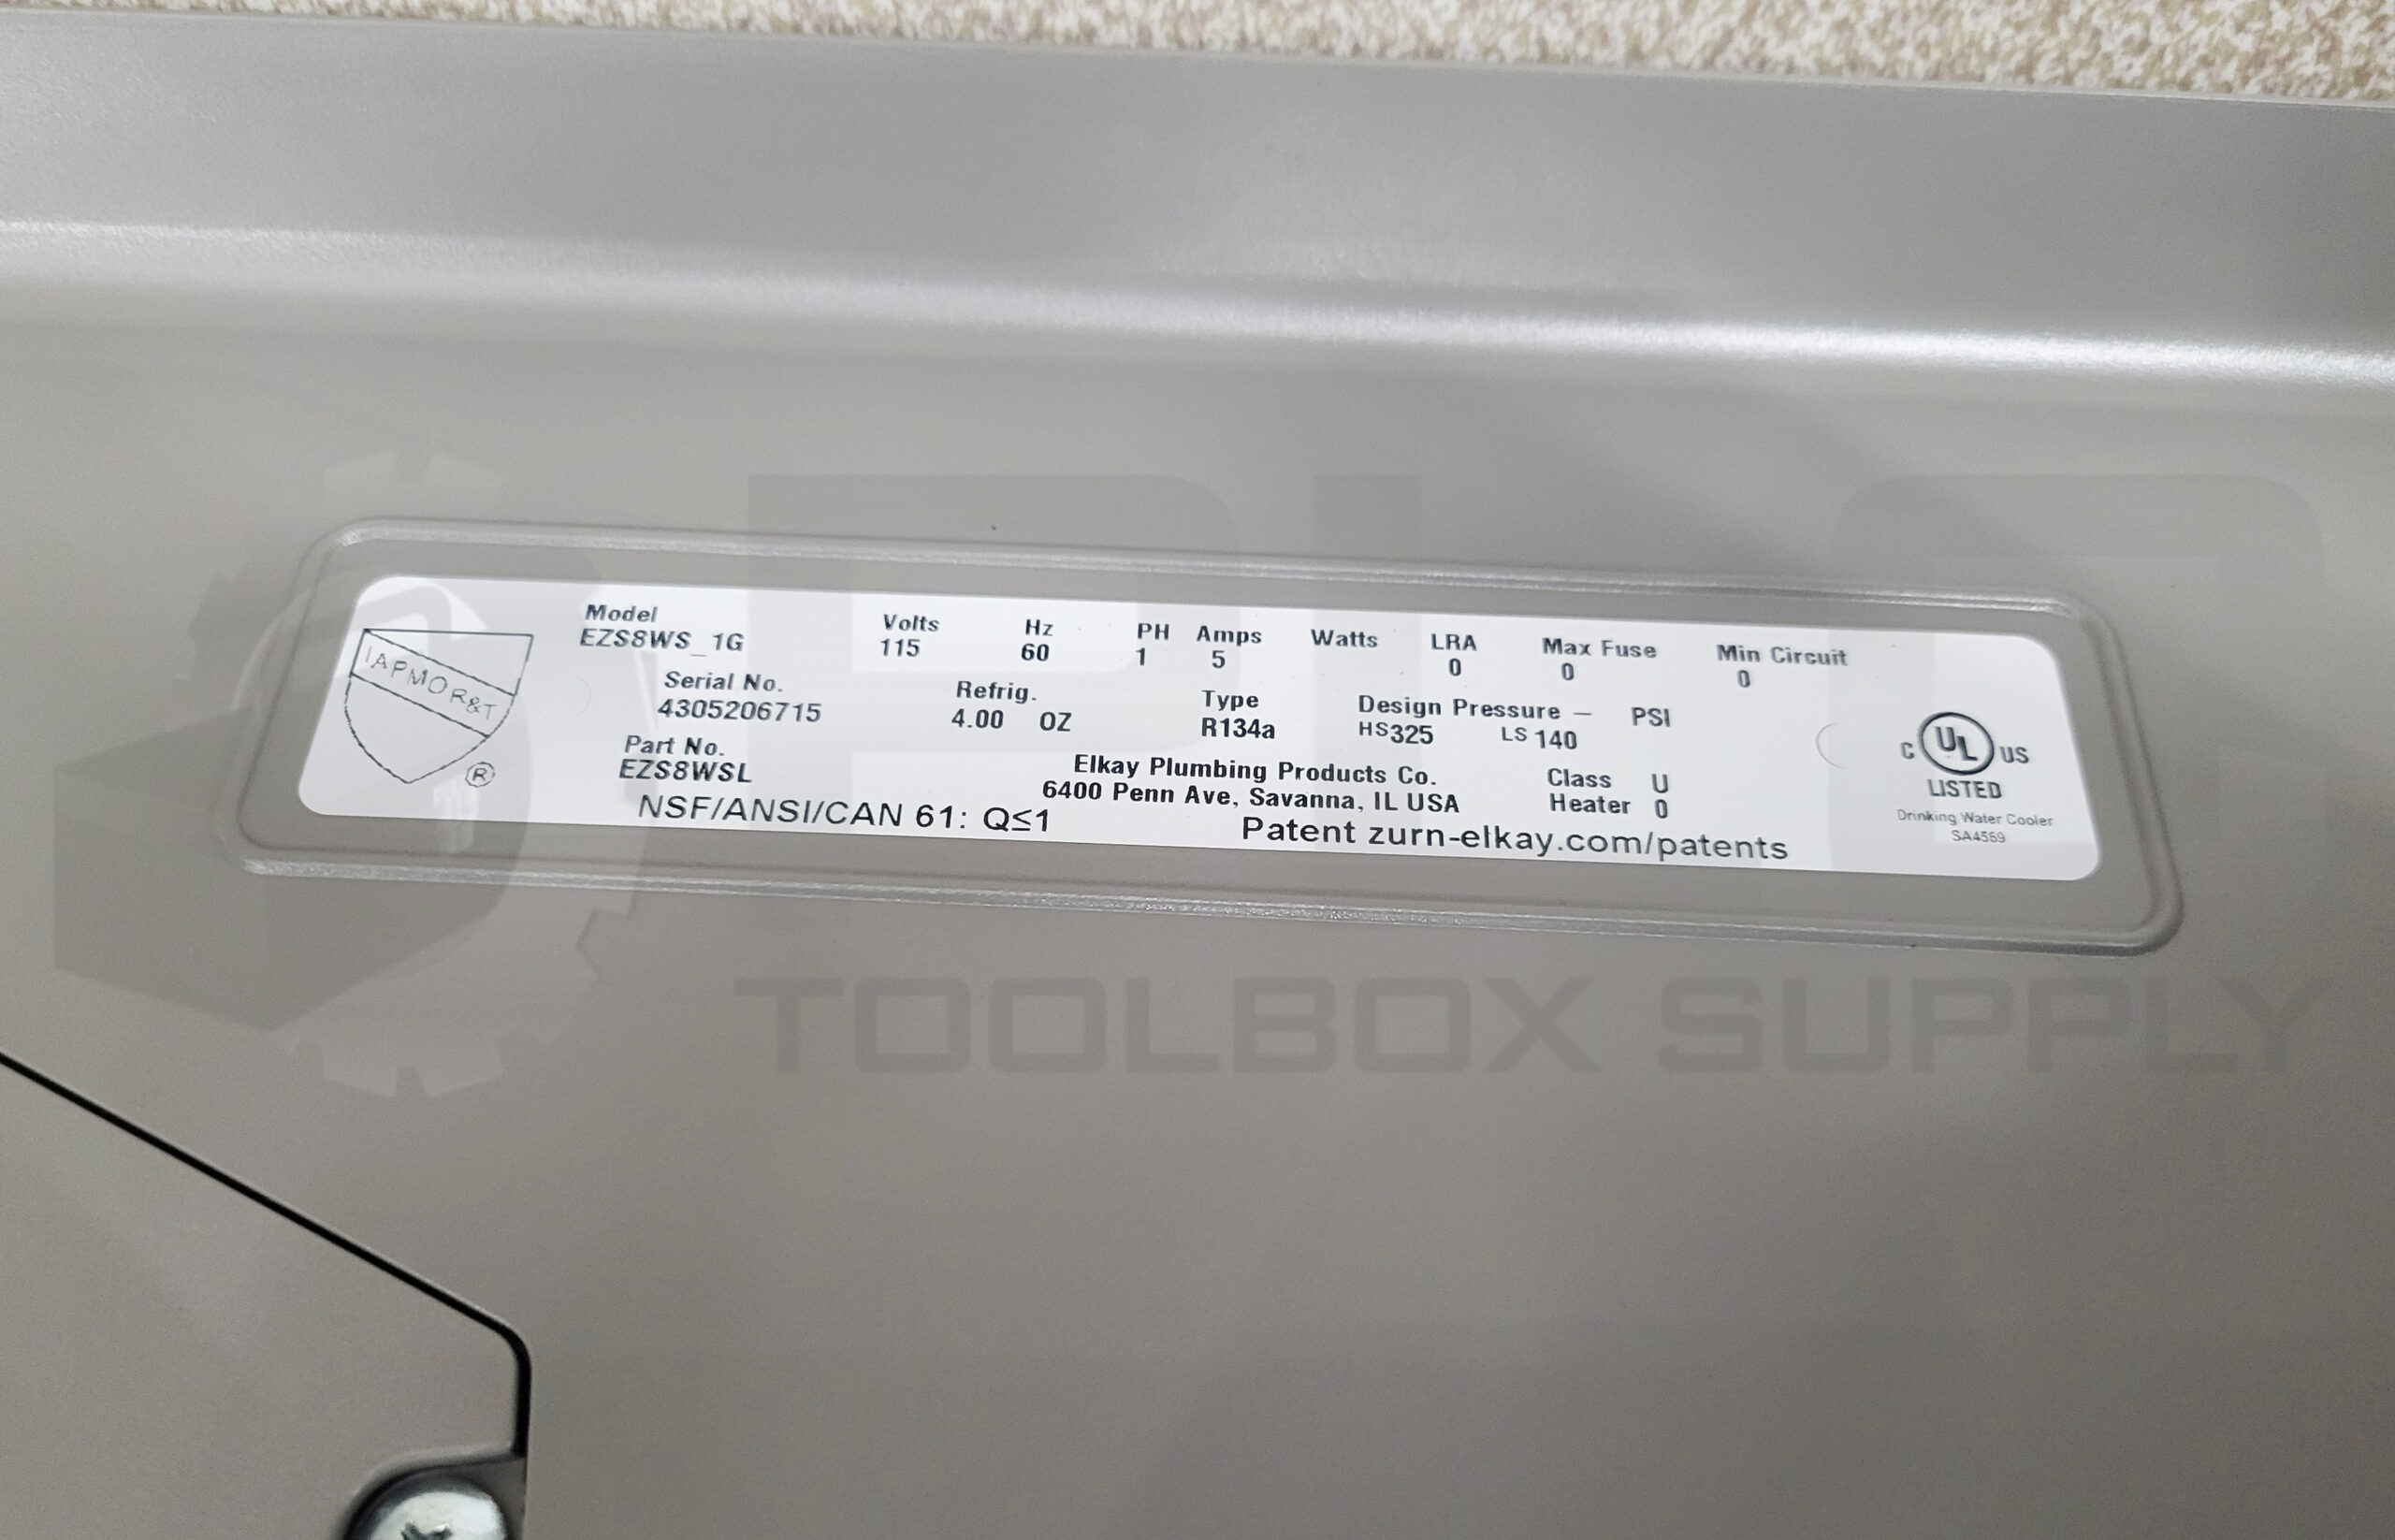 Model Volts Hz PH Amps Watts LRA Max Fuse Min Circuit
EZS8WS_1G 115 60 1 5 0 0 0
Serial No. Refrig. Type Design Pressure — PSI
4305206715 4.00 OZ R134a HS325 LS 140
Part No. Elkay Plumbing Products Co. Class U
EZS8WSL 6400 Penn Ave, Savanna, IL USA Heater 0
NSF/ANSI/CAN 61: Q≤1 Patent zurn-elkay.com/patents
IAPMO R&T
®
C UL US
LISTED
Drinking Water Cooler
SA4569
TOOLBOX SUPPLY